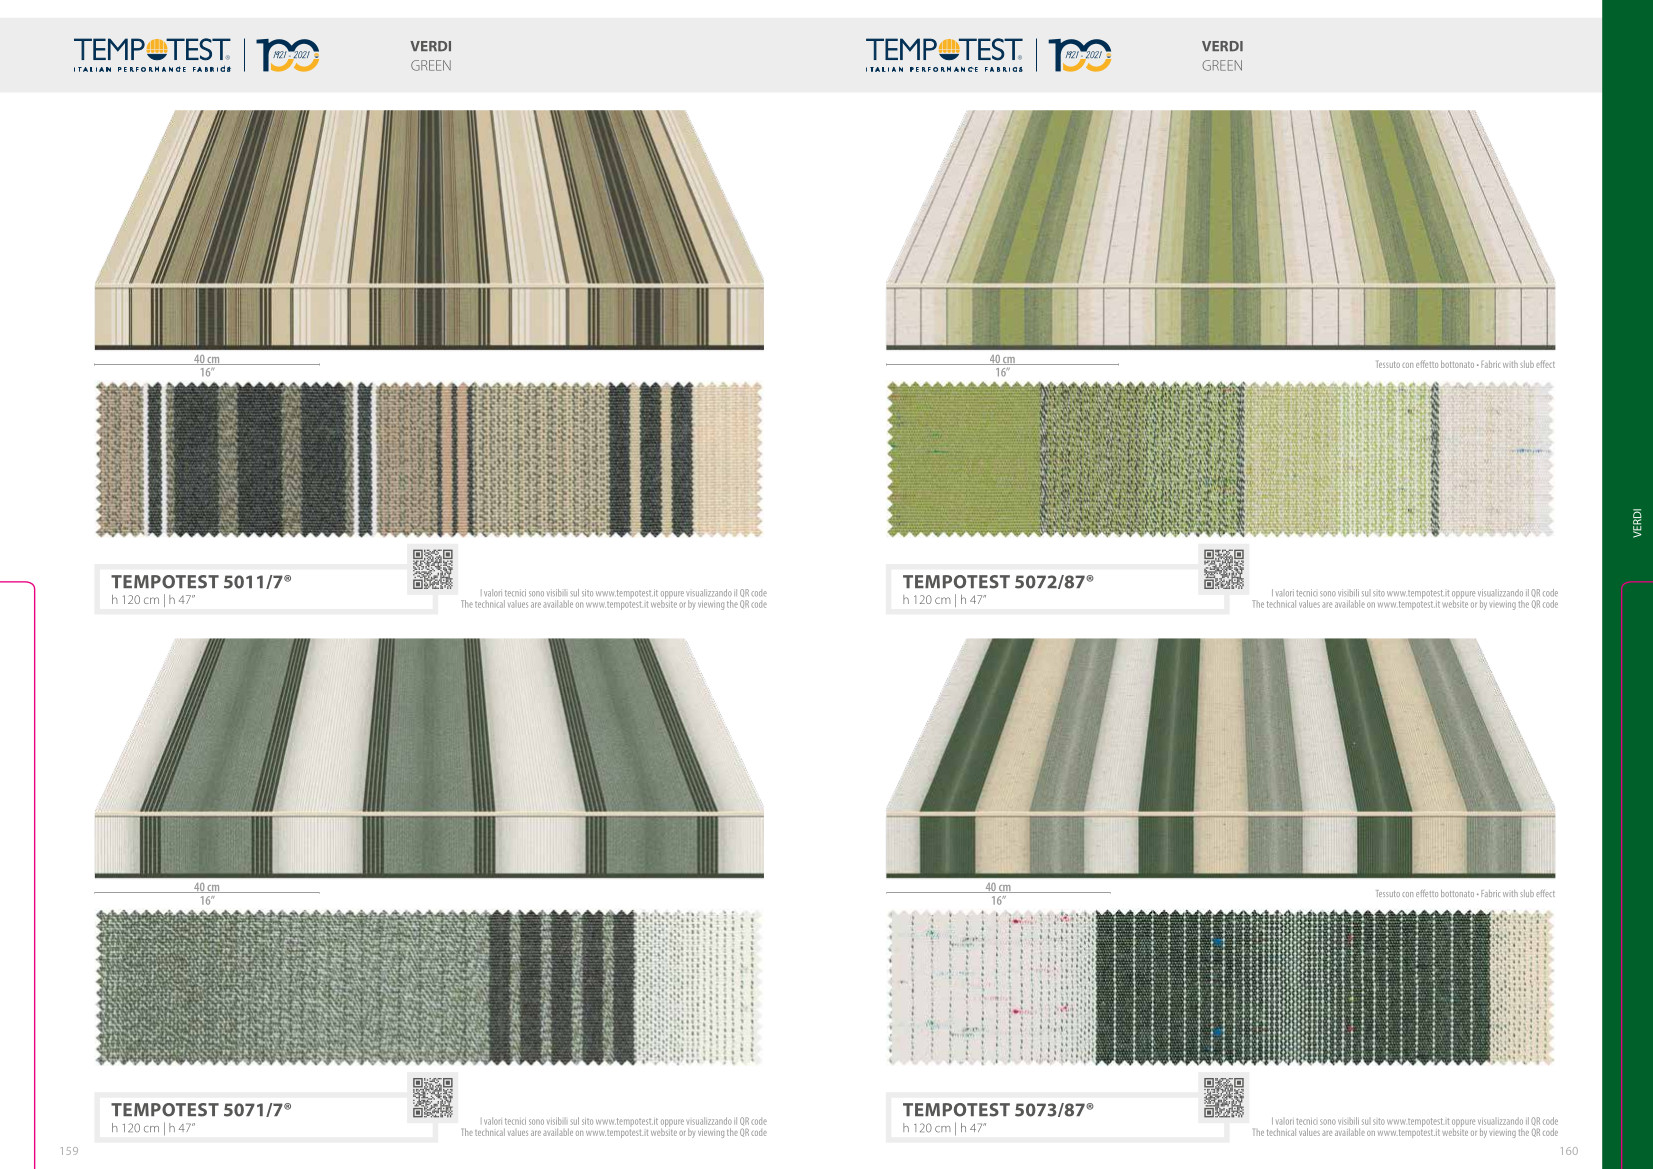 TEMPOTEST®
ITALIAN PERFORMANCE FABRICS
100
1921 - 2021
VERDI
GREEN
40 cm
16”
TEMPOTEST 5011/7®
h 120 cm | h 47”
I valori tecnici sono visibili sul sito www.tempotest.it oppure visualizzando il QR code
The technical values are available on www.tempotest.it website or by viewing the QR code
40 cm
16”
TEMPOTEST 5071/7®
h 120 cm | h 47”
I valori tecnici sono visibili sul sito www.tempotest.it oppure visualizzando il QR code
The technical values are available on www.tempotest.it website or by viewing the QR code
159
TEMPOTEST®
ITALIAN PERFORMANCE FABRICS
100
1921 - 2021
VERDI
GREEN
40 cm
16”
Tessuto con effetto bottonato • Fabric with slub effect
TEMPOTEST 5072/87®
h 120 cm | h 47”
I valori tecnici sono visibili sul sito www.tempotest.it oppure visualizzando il QR code
The technical values are available on www.tempotest.it website or by viewing the QR code
40 cm
16”
Tessuto con effetto bottonato • Fabric with slub effect
TEMPOTEST 5073/87®
h 120 cm | h 47”
I valori tecnici sono visibili sul sito www.tempotest.it oppure visualizzando il QR code
The technical values are available on www.tempotest.it website or by viewing the QR code
160
VERDI